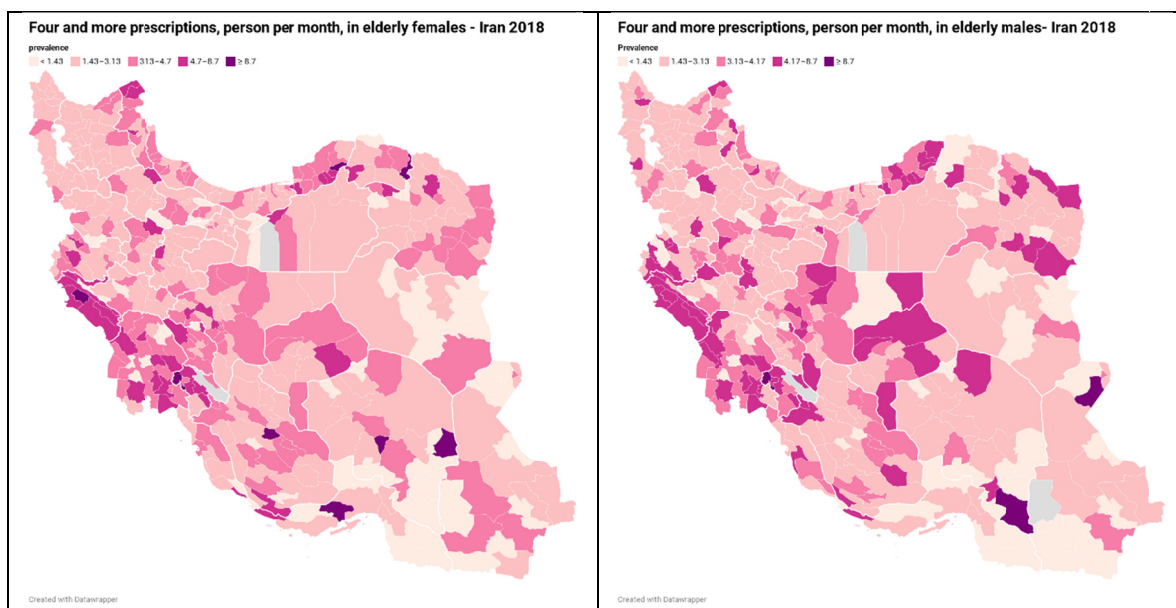 Four and more prescriptions, person per month, in elderly females - Iran 2018
prevalence
< 1.43 1.43–3.13 313–4.7 4.7-8.7 ≥ 8.7
Created with Datawrapper
Four and more prescriptions, person per month, in elderly males- Iran 2018
Prevalence
< 1.43 1.43–3.13 3.13–4.17 4.17–8.7 ≥ 8.7
Created with Datawrapper